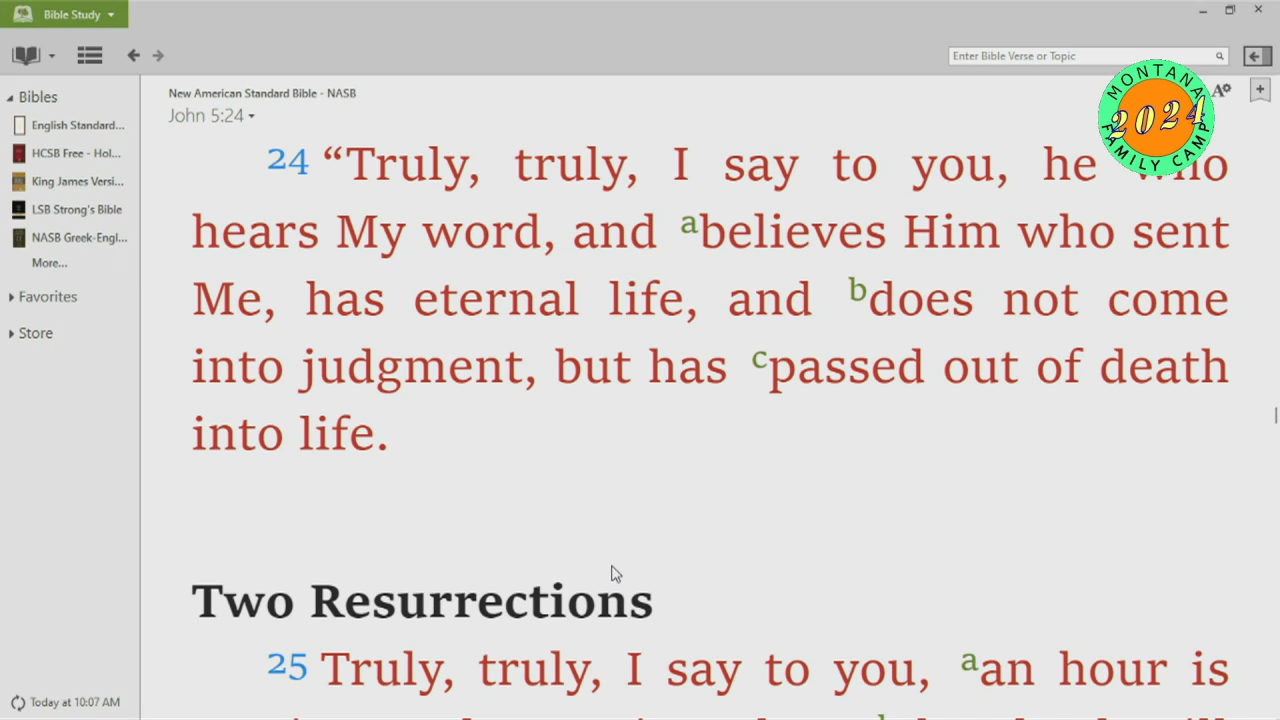 Bible Study
Enter Bible Verse or Topic
MONTANA
2024
FAMILY CAMP
Bibles
English Standard...
HCSB Free - Hol...
King James Versi...
LSB Strong's Bible
NASB Greek-Engl...
More...
Favorites
Store
Today at 10:07 AM
New American Standard Bible - NASB
John 5:24
24 “Truly, truly, I say to you, he who
hears My word, and abelieves Him who sent
Me, has eternal life, and bdoes not come
into judgment, but has cpassed out of death
into life.
Two Resurrections
25 Truly, truly, I say to you, aan hour is